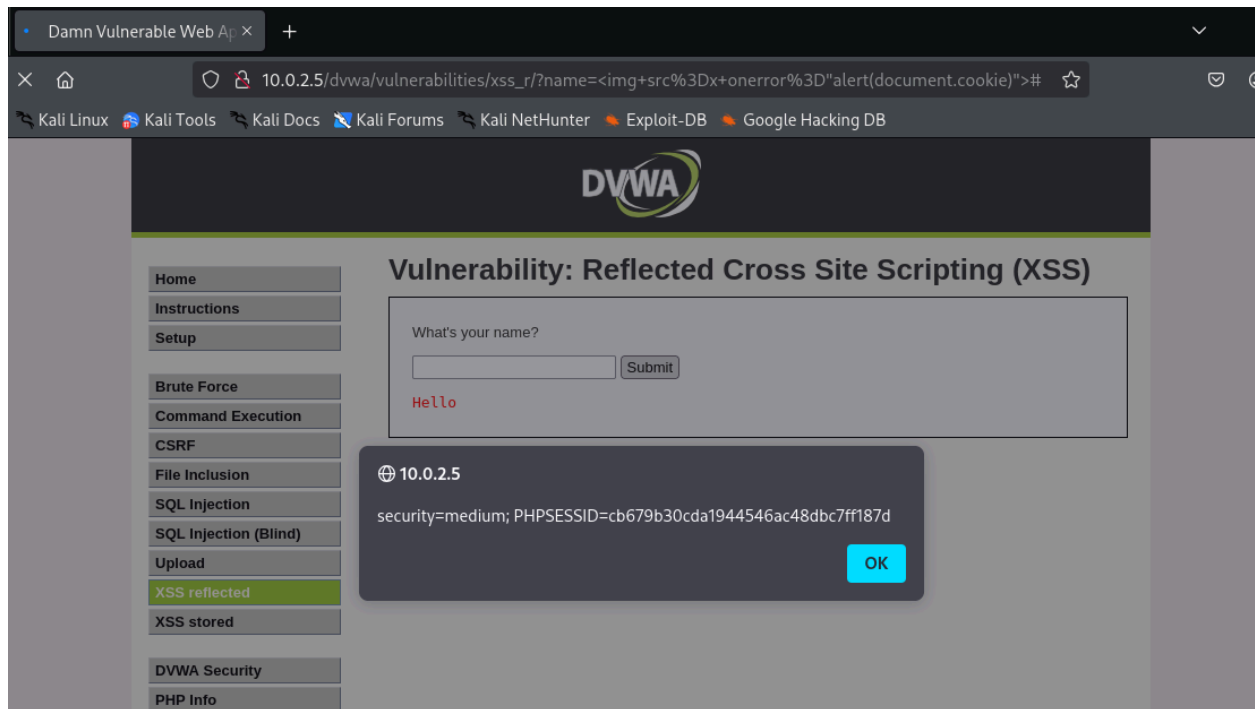 Damn Vulnerable Web Ap
10.0.2.5/dvwa/vulnerabilities/xss_r/?name=<img+src%3Dx+onerror%3D"alert(document.cookie)">#
Kali Linux Kali Tools Kali Docs Kali Forums Kali NetHunter Exploit-DB Google Hacking DB
DVWA
Vulnerability: Reflected Cross Site Scripting (XSS)
Home
Instructions
Setup
Brute Force
Command Execution
CSRF
File Inclusion
SQL Injection
SQL Injection (Blind)
Upload
XSS reflected
XSS stored
DVWA Security
PHP Info
What's your name?
Submit
Hello
10.0.2.5
security=medium; PHPSESSID=cb679b30cda1944546ac48dbc7ff187d
OK